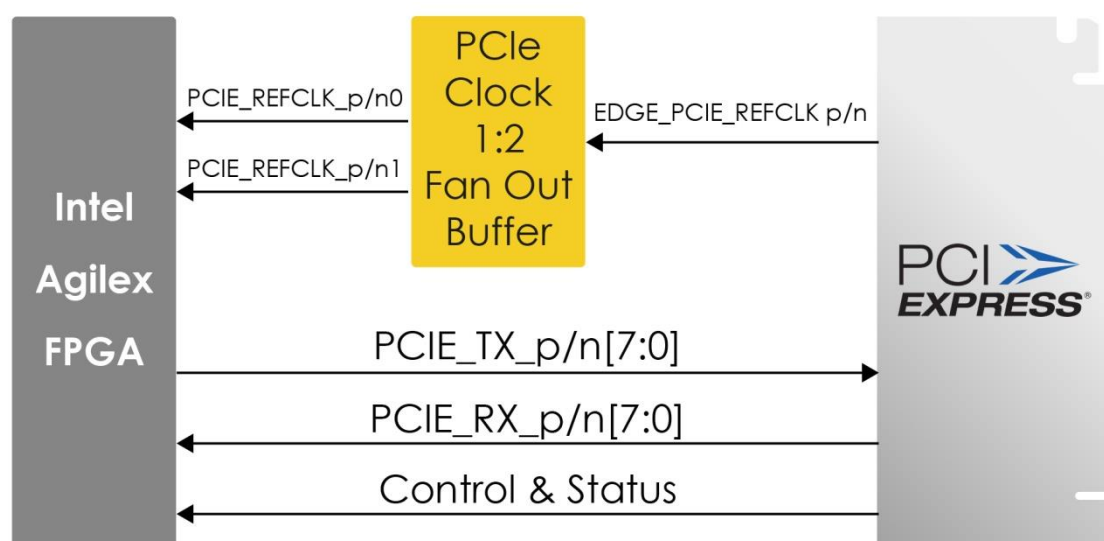 PCIe
Clock
1:2
Fan Out
Buffer
PCIE_REFCLK_p/n0
PCIE_REFCLK_p/n1
EDGE_PCIE_REFCLK p/n
Intel
Agilex
FPGA
PCI
EXPRESS®
PCIE_TX_p/n[7:0]
PCIE_RX_p/n[7:0]
Control & Status